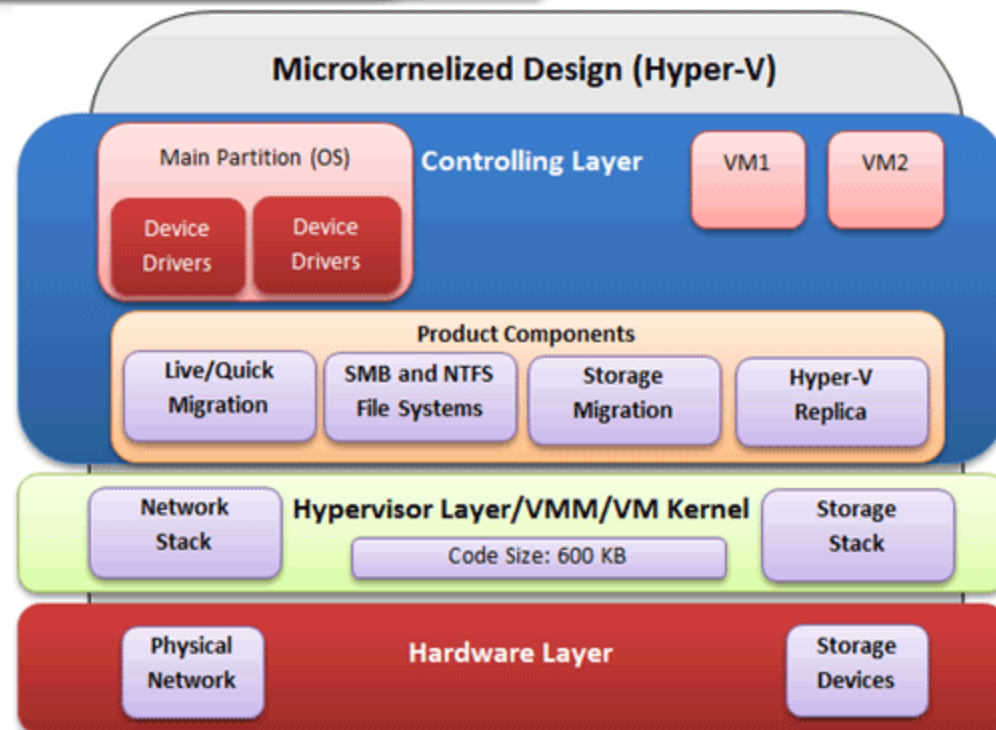 Microkernelized Design (Hyper-V)
Main Partition (OS)
Device
Drivers
Device
Drivers
Controlling Layer
VM1
VM2
Product Components
Live/Quick
Migration
SMB and NTFS
File Systems
Storage
Migration
Hyper-V
Replica
Network
Stack
Hypervisor Layer/VMM/VM Kernel
Code Size: 600 KB
Storage
Stack
Physical
Network
Hardware Layer
Storage
Devices